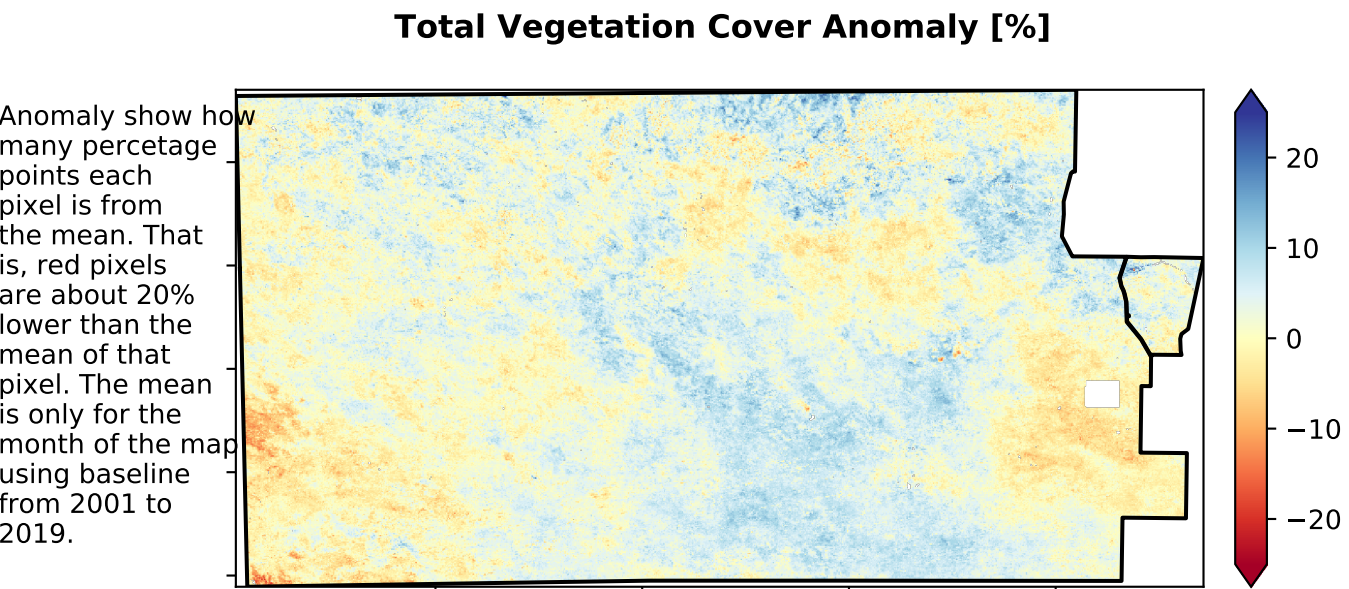 Total Vegetation Cover Anomaly [%]
Anomaly show how
many percetage
points each
pixel is from
the mean. That
is, red pixels
are about 20%
lower than the
mean of that
pixel. The mean
is only for the
month of the map
using baseline
from 2001 to
2019.
20
10
0
−10
−20